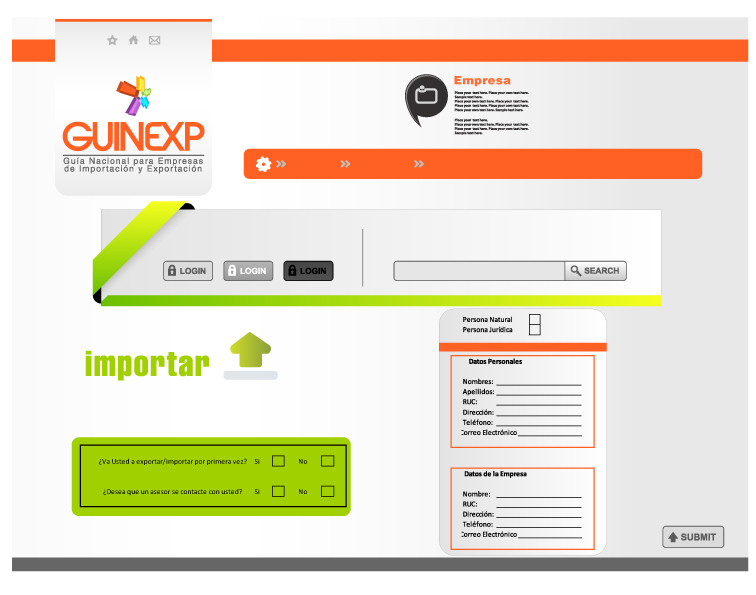 GUINEXP
Guía Nacional para Empresas
de Importación y Exportación
Empresa
Place your text here. Place your own text here.
Sample text here.
Place your own text here. Place your text here.
Place your text here. Place your own text here.
Place your own text here. Sample text here.
Place your text here.
Place your own text here. Place your text here.
Place your text here. Place your own text here.
Sample text here.
LOGIN
LOGIN
LOGIN
SEARCH
importar
¿Va Usted a exportar/importar por primera vez? Si No
¿Desea que un asesor se contacte con usted? Si No
Persona Natural
Persona Jurídica
Datos Personales
Nombres:
Apellidos:
RUC:
Dirección:
Teléfono:
Correo Electrónico
Datos de la Empresa
Nombre:
RUC:
Dirección:
Teléfono:
Correo Electrónico
SUBMIT